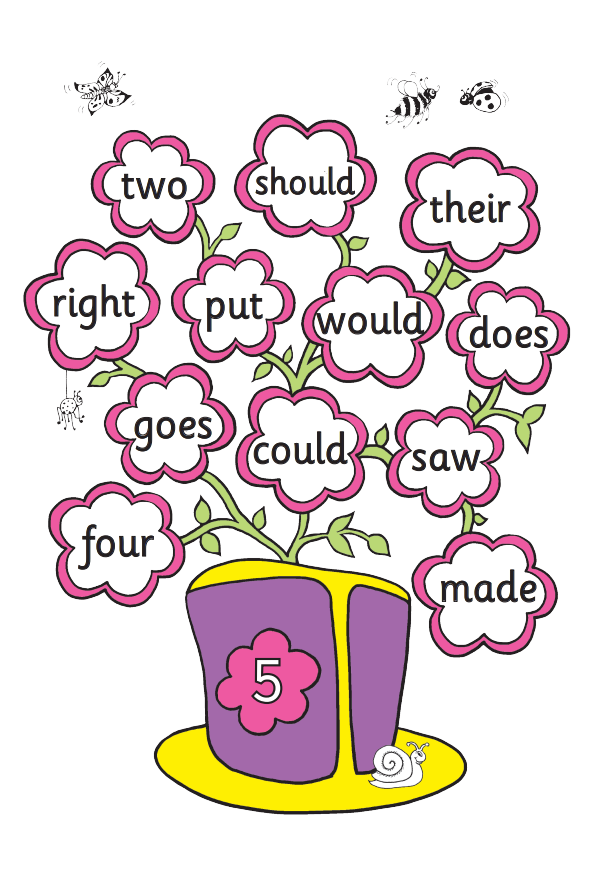 two
should
their
right
put
would
does
goes
could
saw
four
made
5